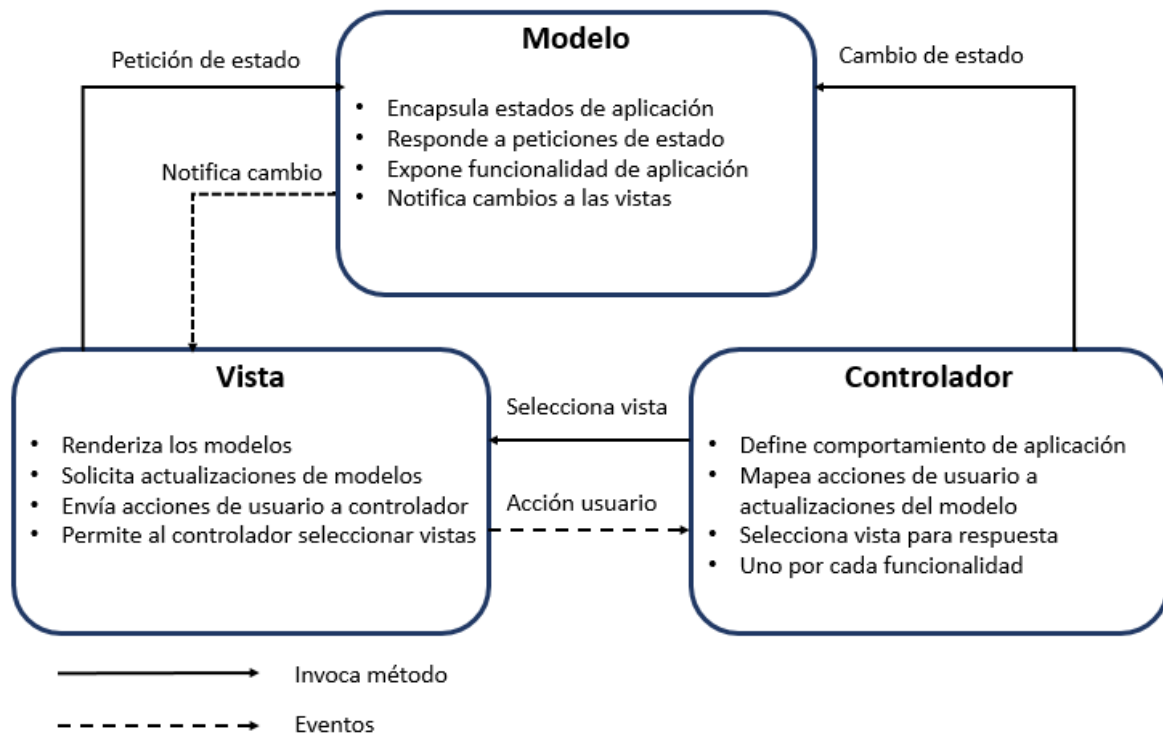 Modelo
Petición de estado
Cambio de estado
• Encapsula estados de aplicación
• Responde a peticiones de estado
• Expone funcionalidad de aplicación
• Notifica cambios a las vistas
Notifica cambio
Vista
• Renderiza los modelos
• Solicita actualizaciones de modelos
• Envía acciones de usuario a controlador
• Permite al controlador seleccionar vistas
Selecciona vista
Acción usuario
Controlador
• Define comportamiento de aplicación
• Mapea acciones de usuario a
actualizaciones del modelo
• Selecciona vista para respuesta
• Uno por cada funcionalidad
Invoca método
Eventos